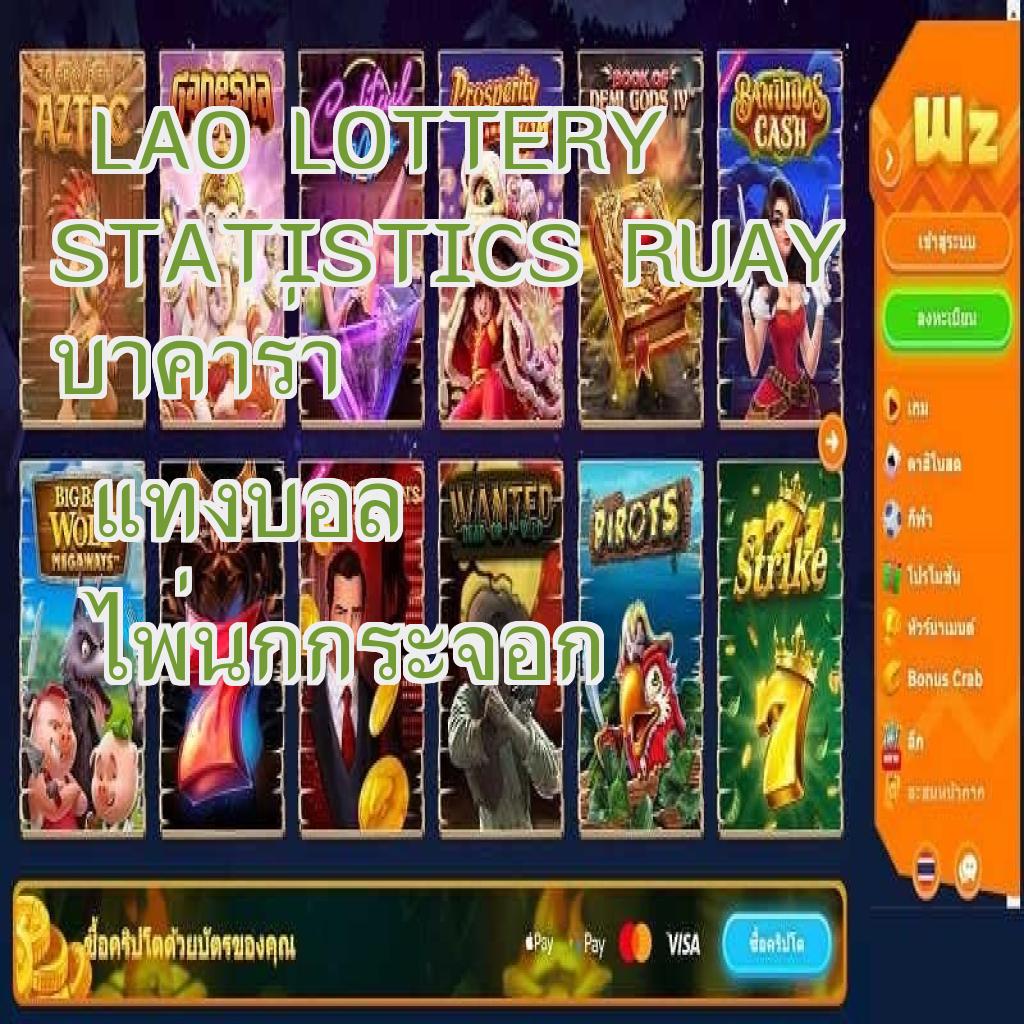 LAO LOTTERY
STATISTICS RUAY
บาคาร่า
แทงบอล
ไพ่นกกระจอก
AZTEC
Ganesha
Cocktail
Prosperity
BOOK OF
DEMI GODS IV
BANDIDOS
CASH
WOLF
MEGAWAYS
WANTED
PIROTS
777
Strike
Wz
เข้าสู่ระบบ
ลงทะเบียน
เกม
คาสิโนสด
กีฬา
โปรโมชั่น
ทัวร์นาเมนต์
Bonus Crab
ลีก
สะสมหน้ากาก
ซื้อคริปโตด้วยบัตรของคุณ
Pay
Pay
VISA
ซื้อคริปโต